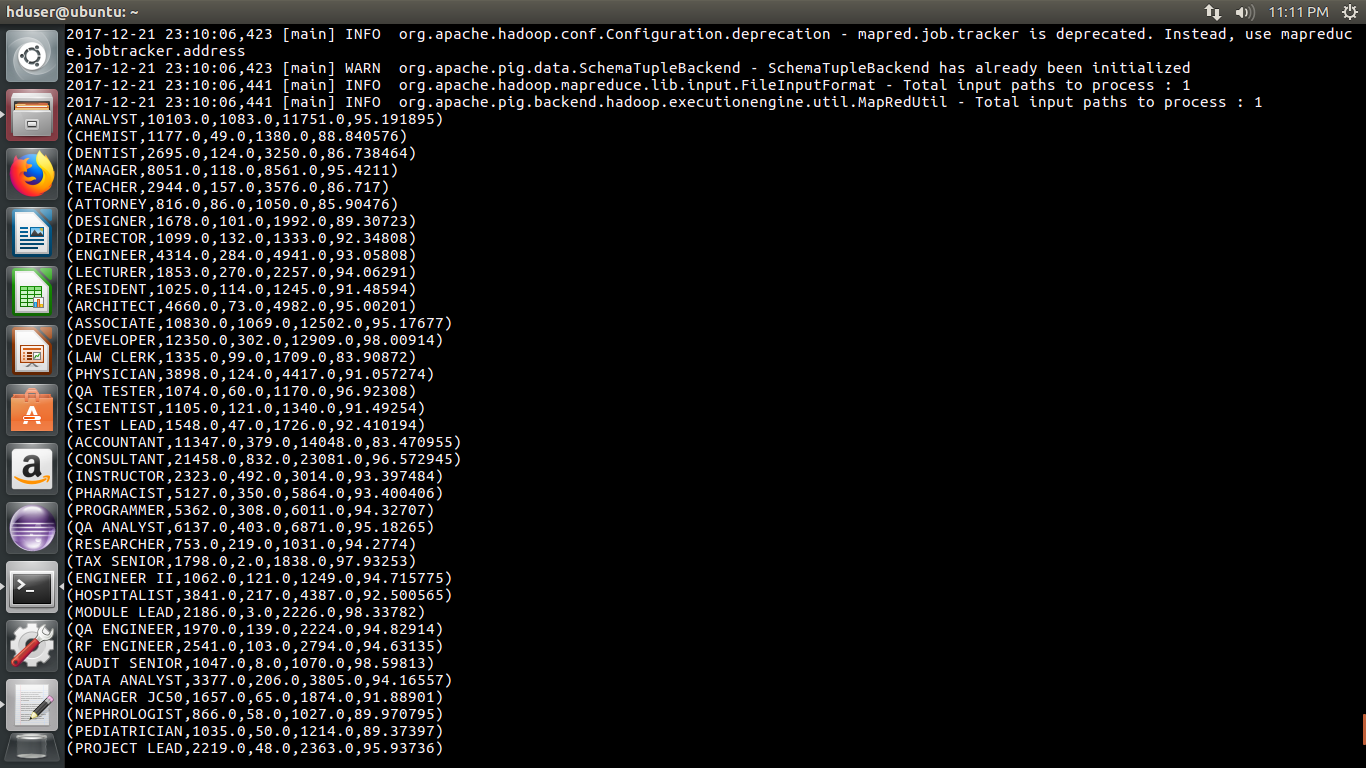 hduser@ubuntu: ~
11:11 PM
2017-12-21 23:10:06,423 [main] INFO  org.apache.hadoop.conf.Configuration.deprecation - mapred.job.tracker is deprecated. Instead, use mapreduc
e.jobtracker.address
2017-12-21 23:10:06,423 [main] WARN  org.apache.pig.data.SchemaTupleBackend - SchemaTupleBackend has already been initialized
2017-12-21 23:10:06,441 [main] INFO  org.apache.hadoop.mapreduce.lib.input.FileInputFormat - Total input paths to process : 1
2017-12-21 23:10:06,441 [main] INFO  org.apache.pig.backend.hadoop.executionengine.util.MapRedUtil - Total input paths to process : 1
(ANALYST,10103.0,1083.0,11751.0,95.191895)
(CHEMIST,1177.0,49.0,1380.0,88.840576)
(DENTIST,2695.0,124.0,3250.0,86.738464)
(MANAGER,8051.0,118.0,8561.0,95.4211)
(TEACHER,2944.0,157.0,3576.0,86.717)
(ATTORNEY,816.0,86.0,1050.0,85.90476)
(DESIGNER,1678.0,101.0,1992.0,89.30723)
(DIRECTOR,1099.0,132.0,1333.0,92.34808)
(ENGINEER,4314.0,284.0,4941.0,93.05808)
(LECTURER,1853.0,270.0,2257.0,94.06291)
(RESIDENT,1025.0,114.0,1245.0,91.48594)
(ARCHITECT,4660.0,73.0,4982.0,95.00201)
(ASSOCIATE,10830.0,1069.0,12502.0,95.17677)
(DEVELOPER,12350.0,302.0,12909.0,98.00914)
(LAW CLERK,1335.0,99.0,1709.0,83.90872)
(PHYSICIAN,3898.0,124.0,4417.0,91.057274)
(QA TESTER,1074.0,60.0,1170.0,96.92308)
(SCIENTIST,1105.0,121.0,1340.0,91.49254)
(TEST LEAD,1548.0,47.0,1726.0,92.410194)
(ACCOUNTANT,11347.0,379.0,14048.0,83.470955)
(CONSULTANT,21458.0,832.0,23081.0,96.572945)
(INSTRUCTOR,2323.0,492.0,3014.0,93.397484)
(PHARMACIST,5127.0,350.0,5864.0,93.400406)
(PROGRAMMER,5362.0,308.0,6011.0,94.32707)
(QA ANALYST,6137.0,403.0,6871.0,95.18265)
(RESEARCHER,753.0,219.0,1031.0,94.2774)
(TAX SENIOR,1798.0,2.0,1838.0,97.93253)
(ENGINEER II,1062.0,121.0,1249.0,94.715775)
(HOSPITALIST,3841.0,217.0,4387.0,92.500565)
(MODULE LEAD,2186.0,3.0,2226.0,98.33782)
(QA ENGINEER,1970.0,139.0,2224.0,94.82914)
(RF ENGINEER,2541.0,103.0,2794.0,94.63135)
(AUDIT SENIOR,1047.0,8.0,1070.0,98.59813)
(DATA ANALYST,3377.0,206.0,3805.0,94.16557)
(MANAGER JC50,1657.0,65.0,1874.0,91.88901)
(NEPHROLOGIST,866.0,58.0,1027.0,89.970795)
(PEDIATRICIAN,1035.0,50.0,1214.0,89.37397)
(PROJECT LEAD,2219.0,48.0,2363.0,95.93736)